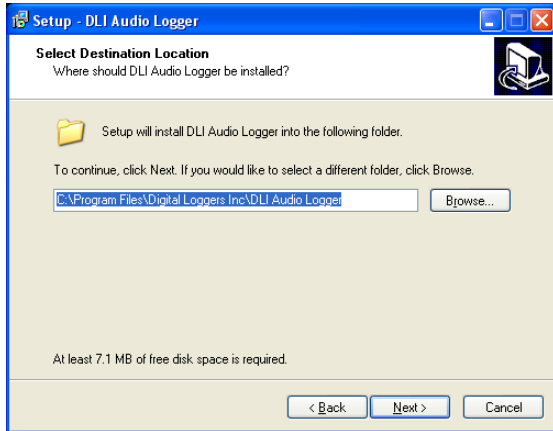 Setup - DLI Audio Logger
Select Destination Location
Where should DLI Audio Logger be installed?
Setup will install DLI Audio Logger into the following folder.
To continue, click Next. If you would like to select a different folder, click Browse.
C:\Program Files\Digital Loggers Inc\DLI Audio Logger
Browse...
At least 7.1 MB of free disk space is required.
< Back Next > Cancel